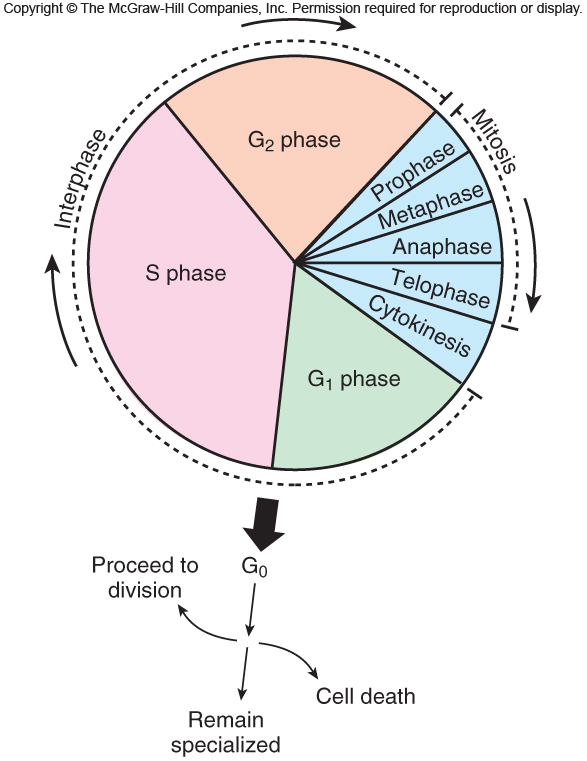 Copyright © The McGraw-Hill Companies, Inc. Permission required for reproduction or display.
Interphase
Mitosis
G₂ phase
Prophase
Metaphase
Anaphase
Telophase
Cytokinesis
S phase
G₁ phase
Proceed to
division
G₀
Cell death
Remain
specialized